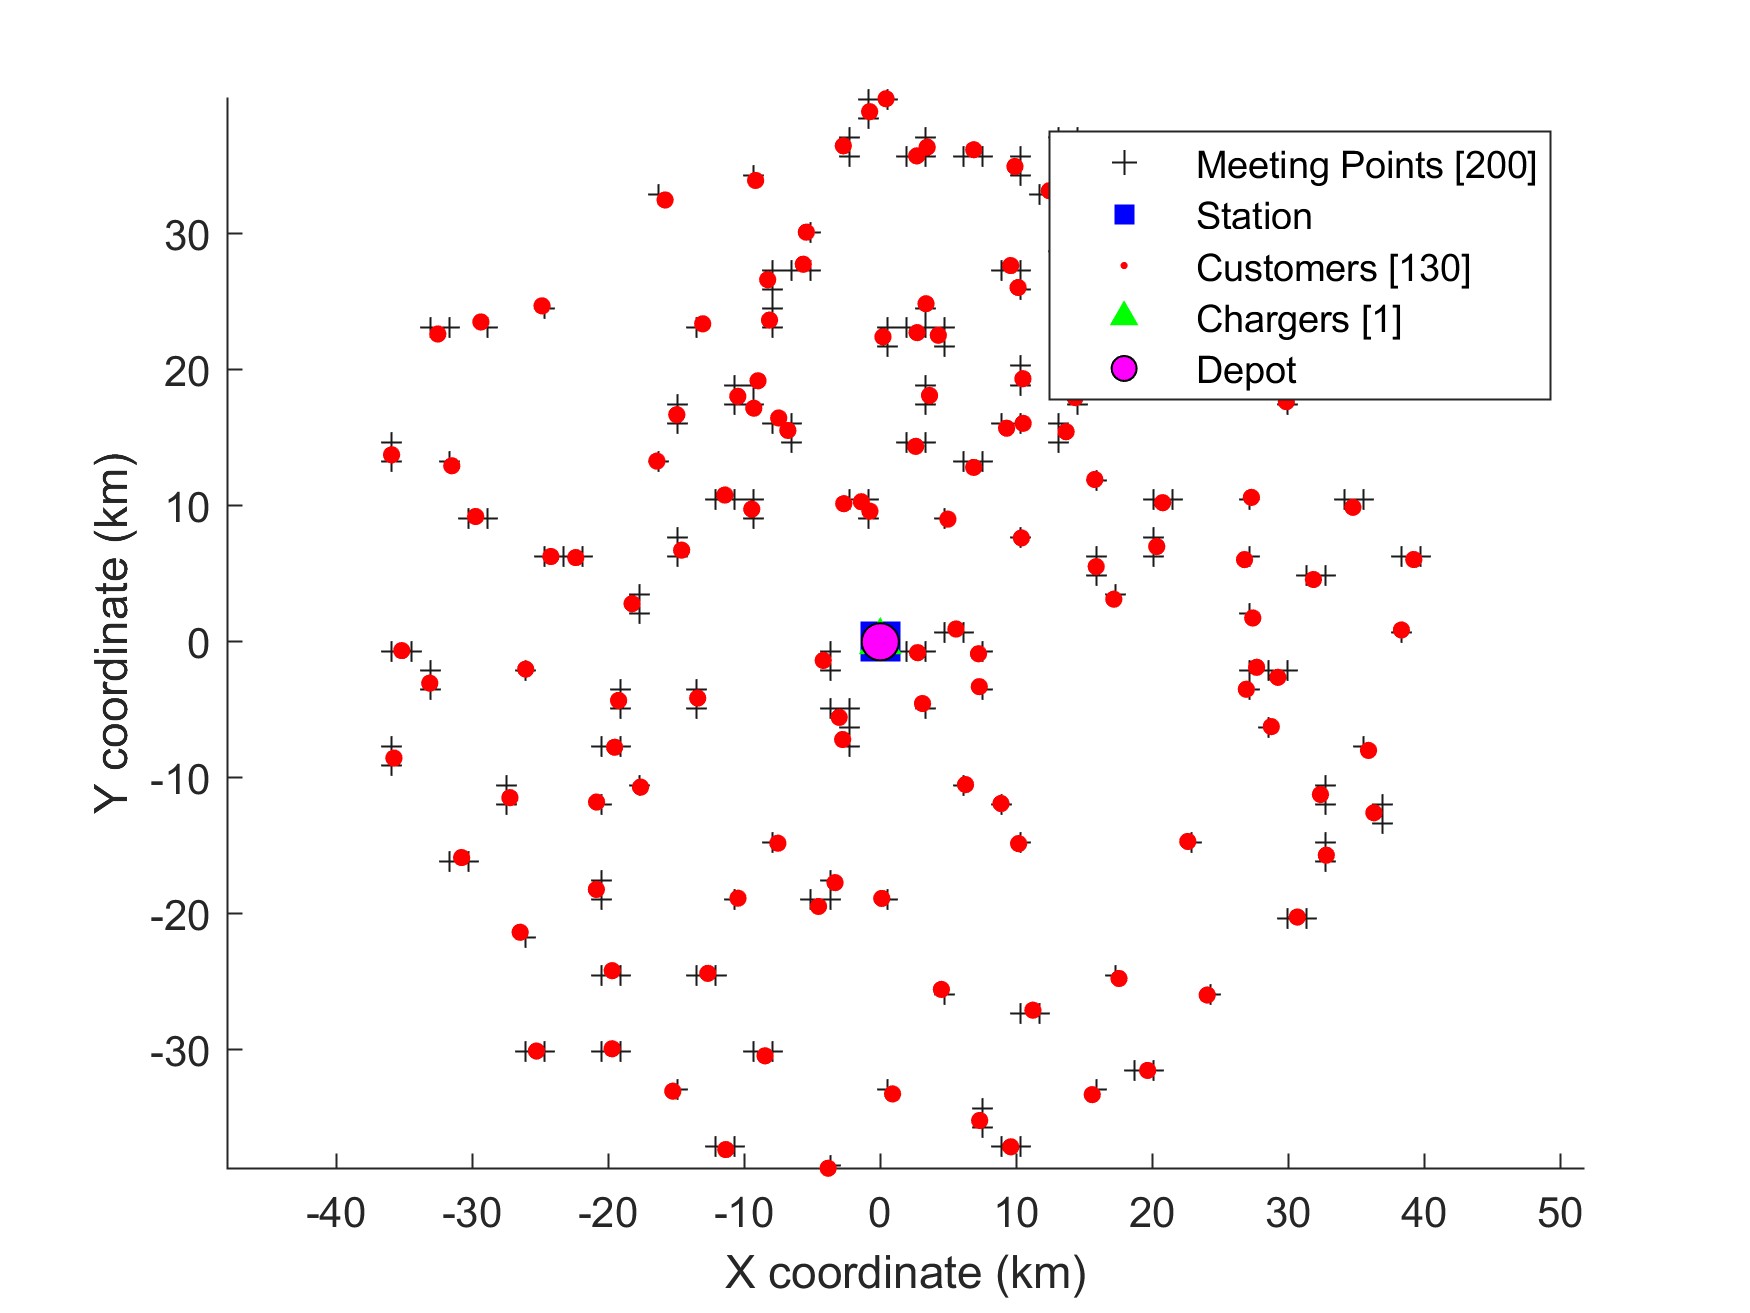 Meeting Points [200]
Station
Customers [130]
Chargers [1]
Depot
30
20
10
0
-10
-20
-30
Y coordinate (km)
-40 -30 -20 -10 0 10 20 30 40 50
X coordinate (km)